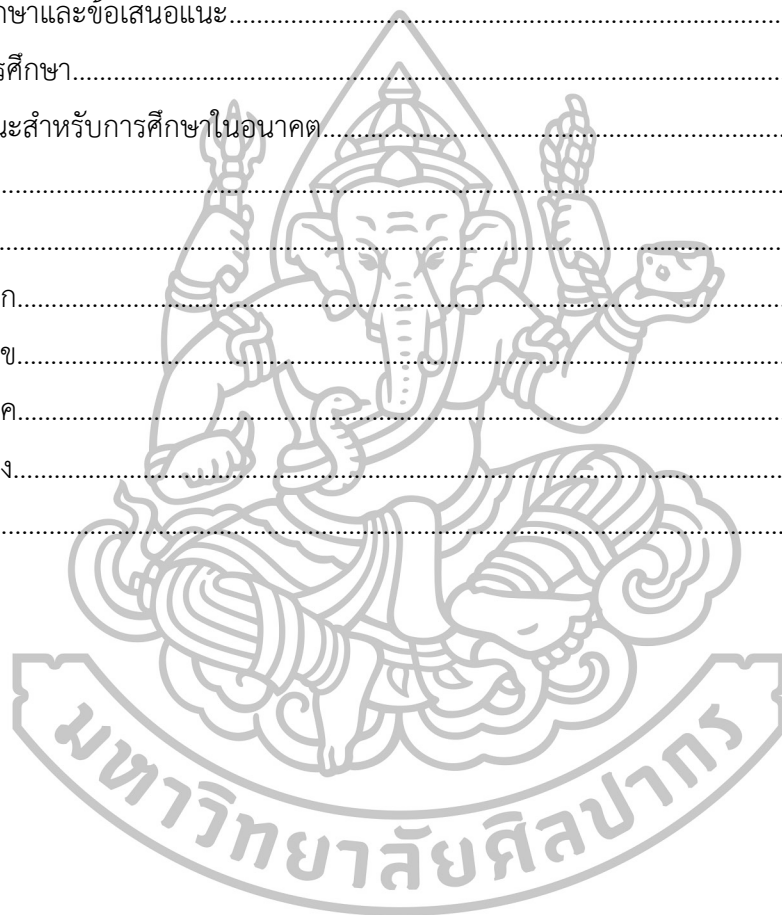 กษาและข้อเสนอแนะ................................................................................
รศึกษา................................................................................
นะสำหรับการศึกษาในอนาคต................................................................................
................................................................................
................................................................................
ก................................................................................
ข................................................................................
ค................................................................................
ง................................................................................
................................................................................
มหาวิทยาลัยศิลปากร